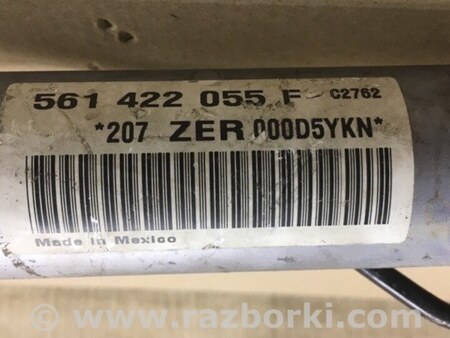 561 422 055 F C2762
*207 ZER 000D5YKN*
Made in Mexico
© www.razborki.com